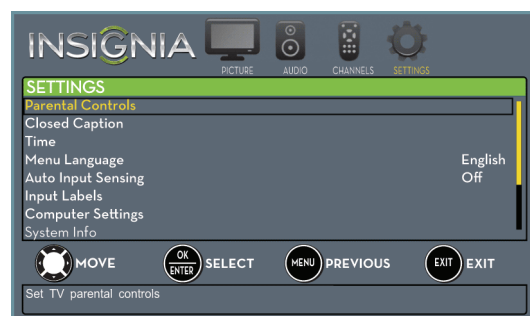 INSIGNIA
PICTURE AUDIO CHANNELS SETTINGS
SETTINGS
Parental Controls
Closed Caption
Time
Menu Language English
Auto Input Sensing Off
Input Labels
Computer Settings
System Info
MOVE OK ENTER SELECT MENU PREVIOUS EXIT EXIT
Set TV parental controls